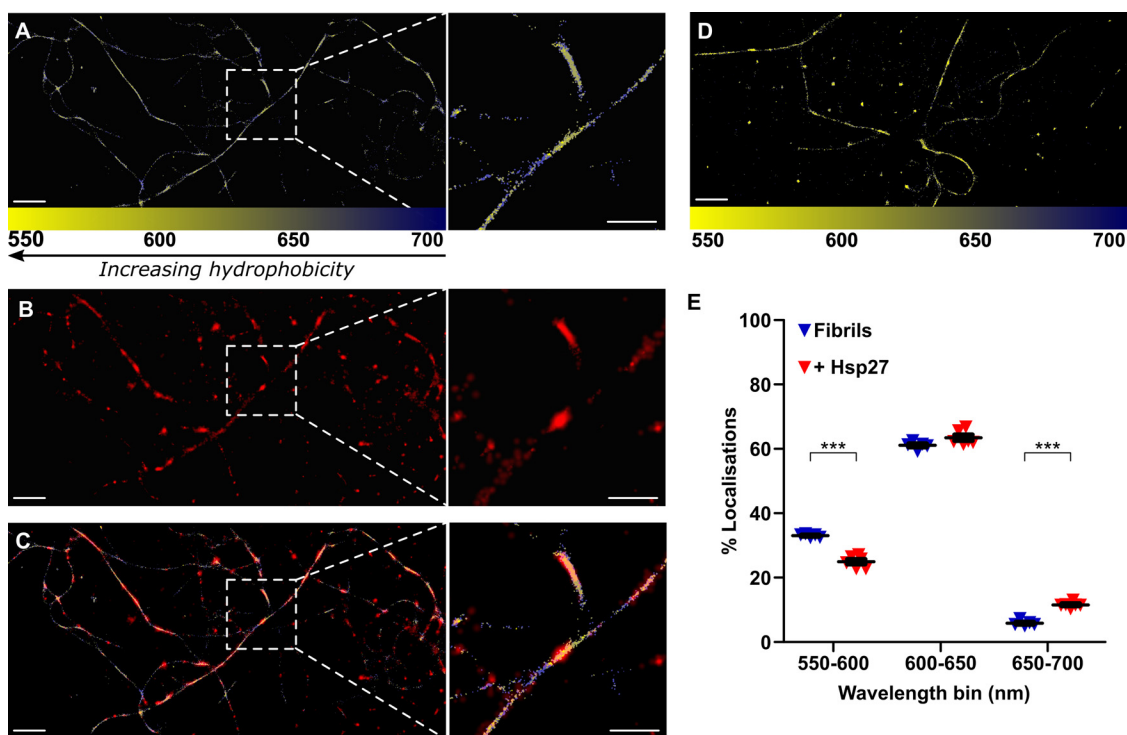 A
D
550 600 650 700
Increasing hydrophobicity
550 600 650 700
B
C
E
Fibrils
+ Hsp27
100
80
60
40
20
0
% Localisations
*** ***
550-600 600-650 650-700
Wavelength bin (nm)